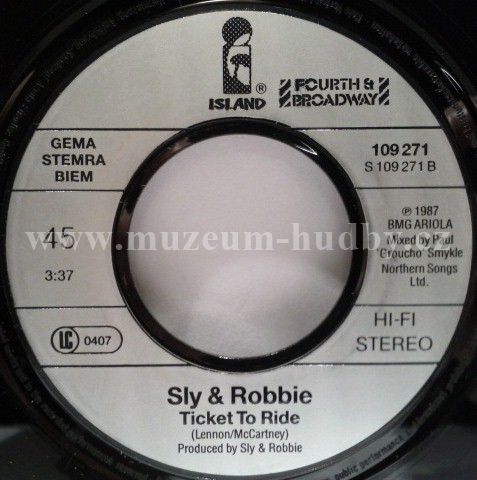 ISLAND®
FOURTH &
BROADWAY
GEMA
STEMRA
BIEM
109 271
S 109 271 B
℗ 1987
BMG ARIOLA
Mixed by Paul
'Groucho' Smykle
Northern Songs
Ltd.
45
3:37
www.muzeum-hudby.cz
LC 0407
HI-FI
STEREO
Sly & Robbie
Ticket To Ride
(Lennon/McCartney)
Produced by Sly & Robbie